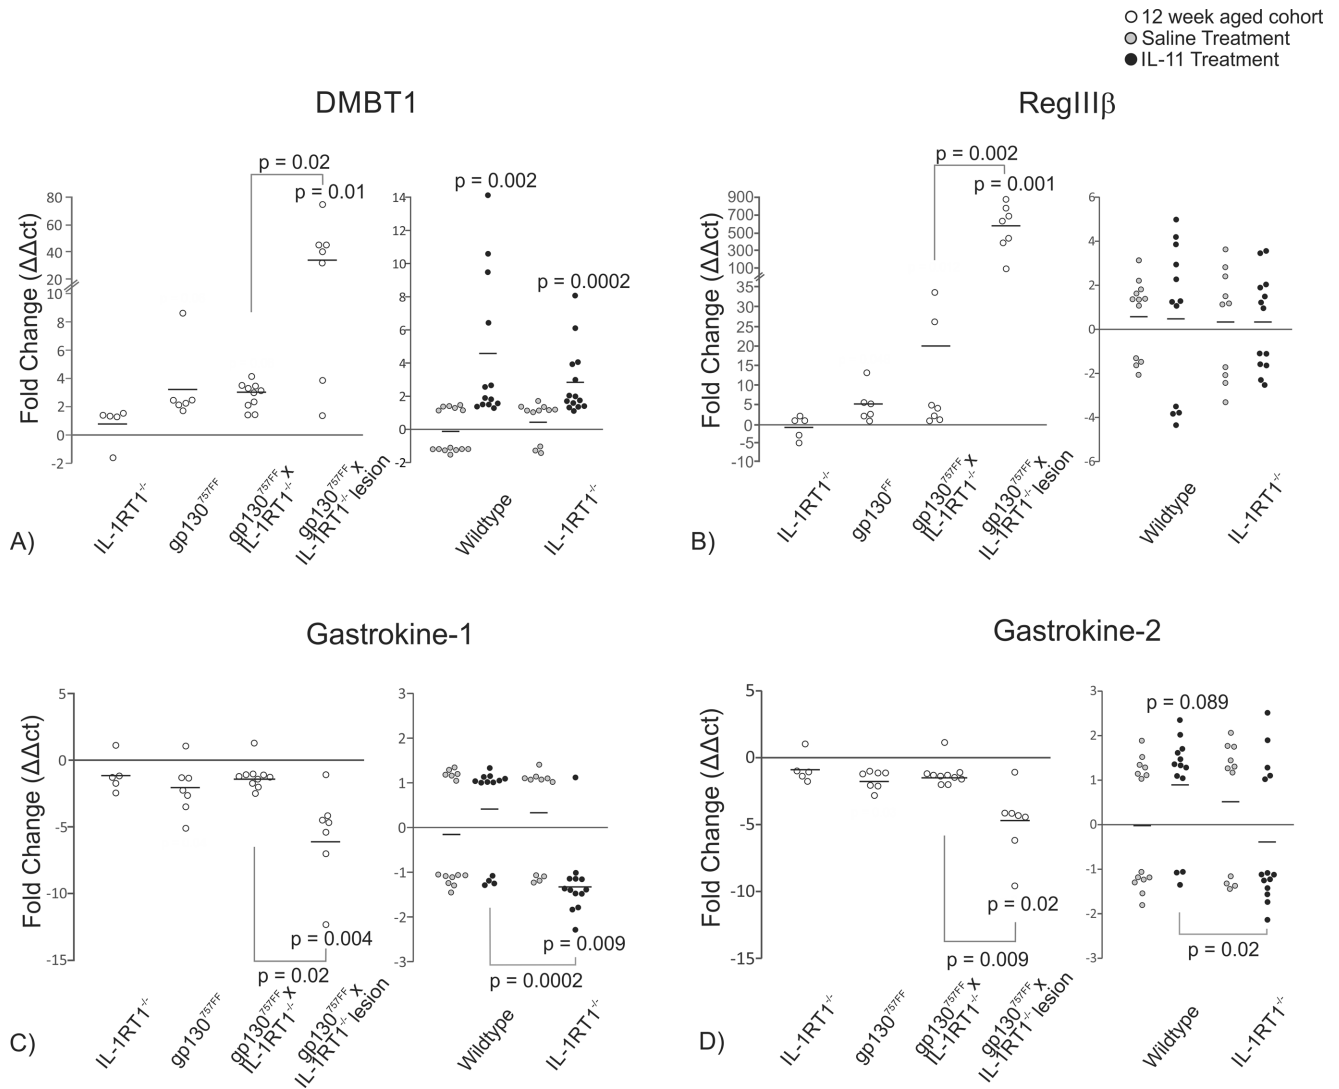 12 week aged cohort
Saline Treatment
IL-11 Treatment
DMBT1
p = 0.02
p = 0.01
Fold Change (ΔΔct)
80
60
40
20
10
8
6
4
2
0
-2
IL-1RT1-/-
gp130757FF
gp130757FF x
IL-1RT1-/-
gp130757FF x
IL-1RT1-/- lesion
p = 0.002
p = 0.0002
14
12
10
8
6
4
2
0
-2
Wildtype
IL-1RT1-/-
A)
RegIIIβ
p = 0.002
p = 0.001
Fold Change (ΔΔct)
900
700
500
300
100
35
30
25
20
15
10
5
0
-5
-10
IL-1RT1-/-
gp130FF
gp130757FF x
IL-1RT1-/-
gp130757FF x
IL-1RT1-/- lesion
6
4
2
0
-2
-4
-6
Wildtype
IL-1RT1-/-
B)
Gastrokine-1
Fold Change (ΔΔct)
5
0
-5
-10
-15
p = 0.004
p = 0.02
IL-1RT1-/-
gp130757FF
gp130757FF x
IL-1RT1-/-
gp130757FF x
IL-1RT1-/- lesion
3
2
1
0
-1
-2
-3
p = 0.009
p = 0.0002
Wildtype
IL-1RT1-/-
C)
Gastrokine-2
Fold Change (ΔΔct)
5
0
-5
-10
-15
p = 0.02
p = 0.009
IL-1RT1-/-
gp130757FF
gp130757FF x
IL-1RT1-/-
gp130757FF x
IL-1RT1-/- lesion
3
2
1
0
-1
-2
-3
p = 0.089
p = 0.02
Wildtype
IL-1RT1-/-
D)